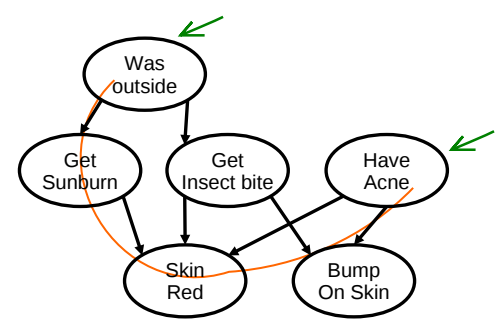 Was
outside
Get
Sunburn
Get
Insect bite
Have
Acne
Skin
Red
Bump
On Skin